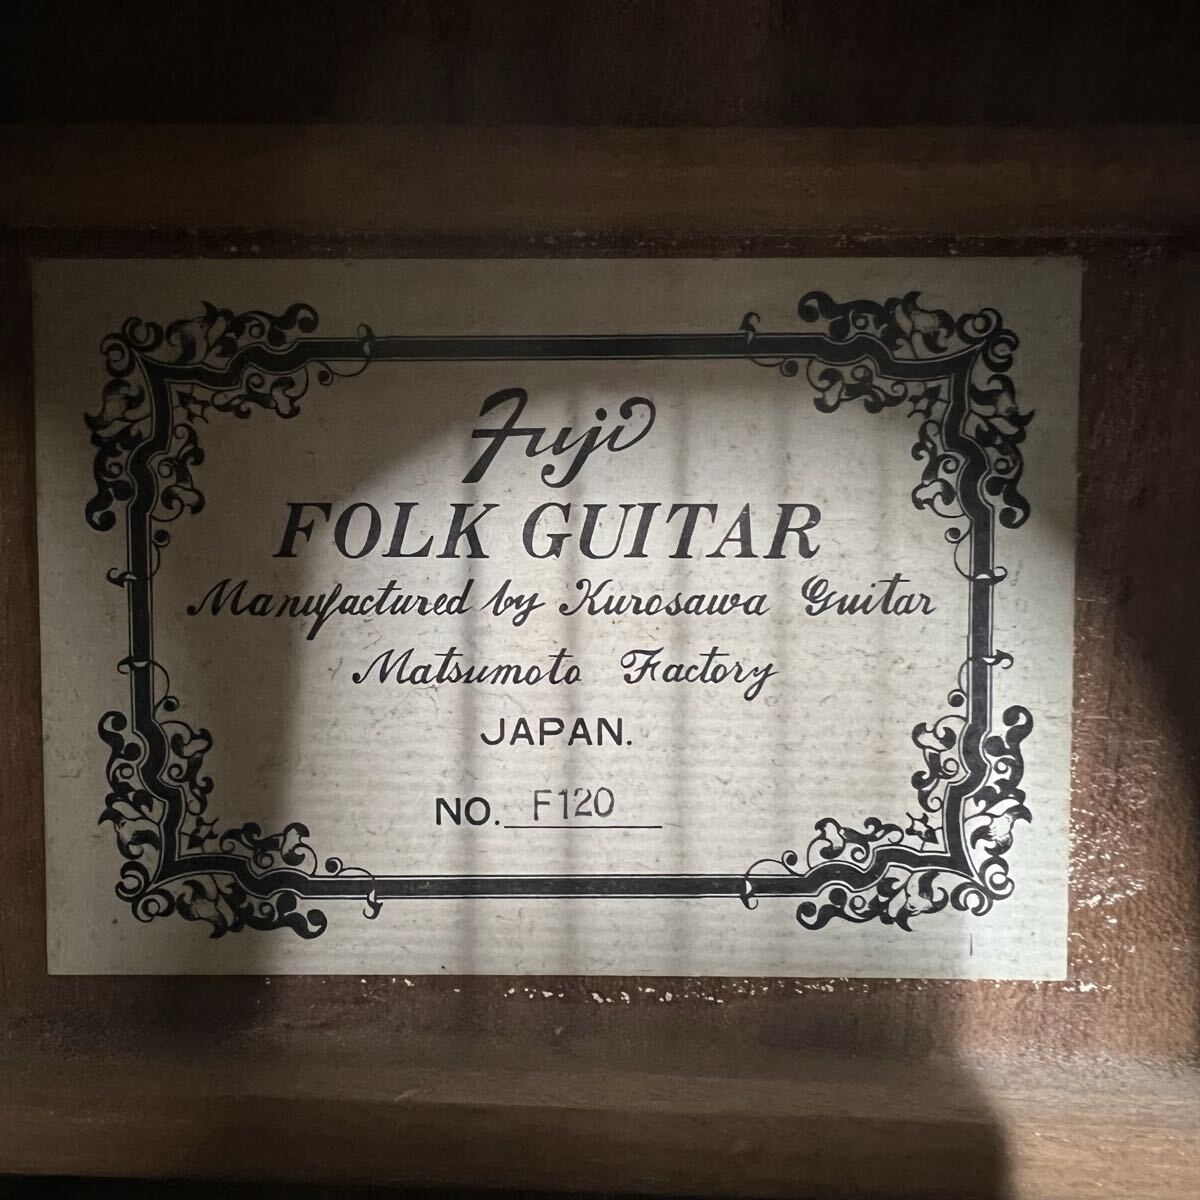 Fuji
FOLK GUITAR
Manufactured by Kurosawa Guitar
Matsumoto Factory
JAPAN.
NO. F120